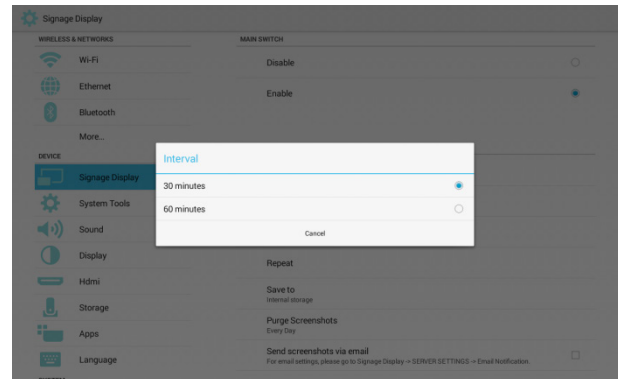 Signage Display
WIRELESS & NETWORKS
Wi-Fi
Ethernet
Bluetooth
More...
DEVICE
Signage Display
System Tools
Sound
Display
Hdmi
Storage
Apps
Language
MAIN SWITCH
Disable
Enable
Interval
30 minutes
60 minutes
Cancel
Repeat
Save to
Internal storage
Purge Screenshots
Every Day
Send screenshots via email
For email settings, please go to Signage Display -> SERVER SETTINGS -> Email Notification.